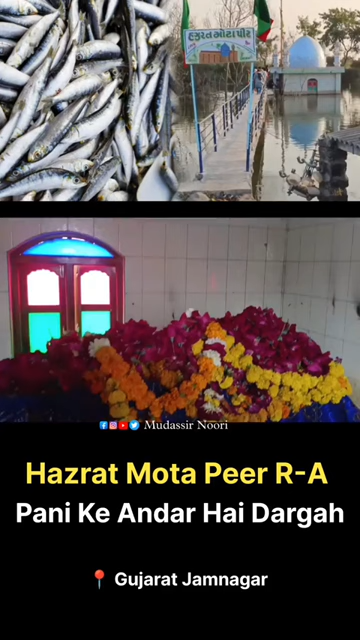 હઝરત મોટા પીર
Mudassir Noori
Hazrat Mota Peer R-A
Pani Ke Andar Hai Dargah
📍 Gujarat Jamnagar